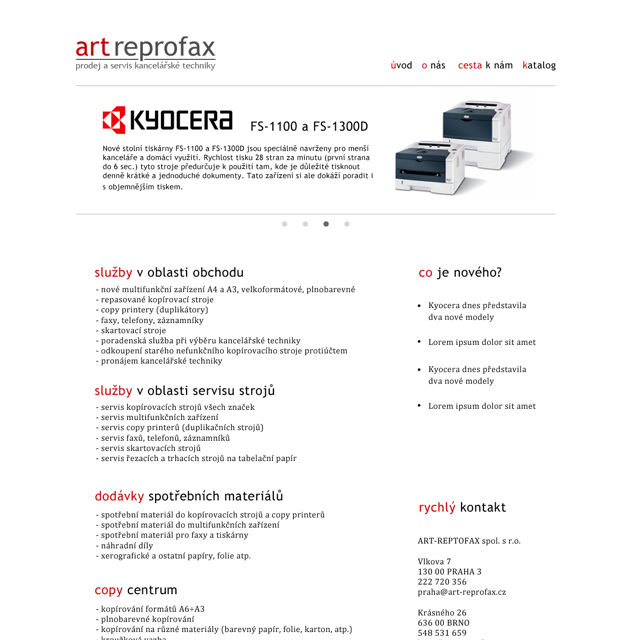 art reprofax
prodej a servis kancelářské techniky
úvod o nás cesta k nám katalog
KYOCERA FS-1100 a FS-1300D
Nové stolní tiskárny FS-1100 a FS-1300D jsou speciálně navrženy pro menší
kanceláře a domácí využití. Rychlost tisku 28 stran za minutu (první strana
do 6 sec.) tyto stroje předurčuje k použití tam, kde je důležité tisknout
denně krátké a jednoduché dokumenty. Tato zařízení si ale dokáží poradit i
s objemnějším tiskem.
služby v oblasti obchodu
- nové multifunkční zařízení A4 a A3, velkoformátové, plnobarevné
- repasované kopírovací stroje
- copy printery (duplikátory)
- faxy, telefony, záznamníky
- skartovací stroje
- poradenská služba při výběru kancelářské techniky
- odkoupení starého nefunkčního kopírovacího stroje protiúčtem
- pronájem kancelářské techniky
služby v oblasti servisu strojů
- servis kopírovacích strojů všech značek
- servis multifunkčních zařízení
- servis copy printerů (duplikačních strojů)
- servis faxů, telefonů, záznamníků
- servis skartovacích strojů
- servis řezacích a trhacích strojů na tabelační papír
dodávky spotřebních materiálů
- spotřební materiál do kopírovacích strojů a copy printerů
- spotřební materiál do multifunkčních zařízení
- spotřební materiál pro faxy a tiskárny
- náhradní díly
- xerografické a ostatní papíry, folie atp.
copy centrum
- kopírování formátů A6÷A3
- plnobarevné kopírování
- kopírování na různé materiály (barevný papír, folie, karton, atp.)
co je nového?
• Kyocera dnes představila
dva nové modely
• Lorem ipsum dolor sit amet
• Kyocera dnes představila
dva nové modely
• Lorem ipsum dolor sit amet
rychlý kontakt
ART-REPTOFAX spol. s r.o.
Vlkova 7
130 00 PRAHA 3
222 720 356
praha@art-reprofax.cz
Krásného 26
636 00 BRNO
548 531 659